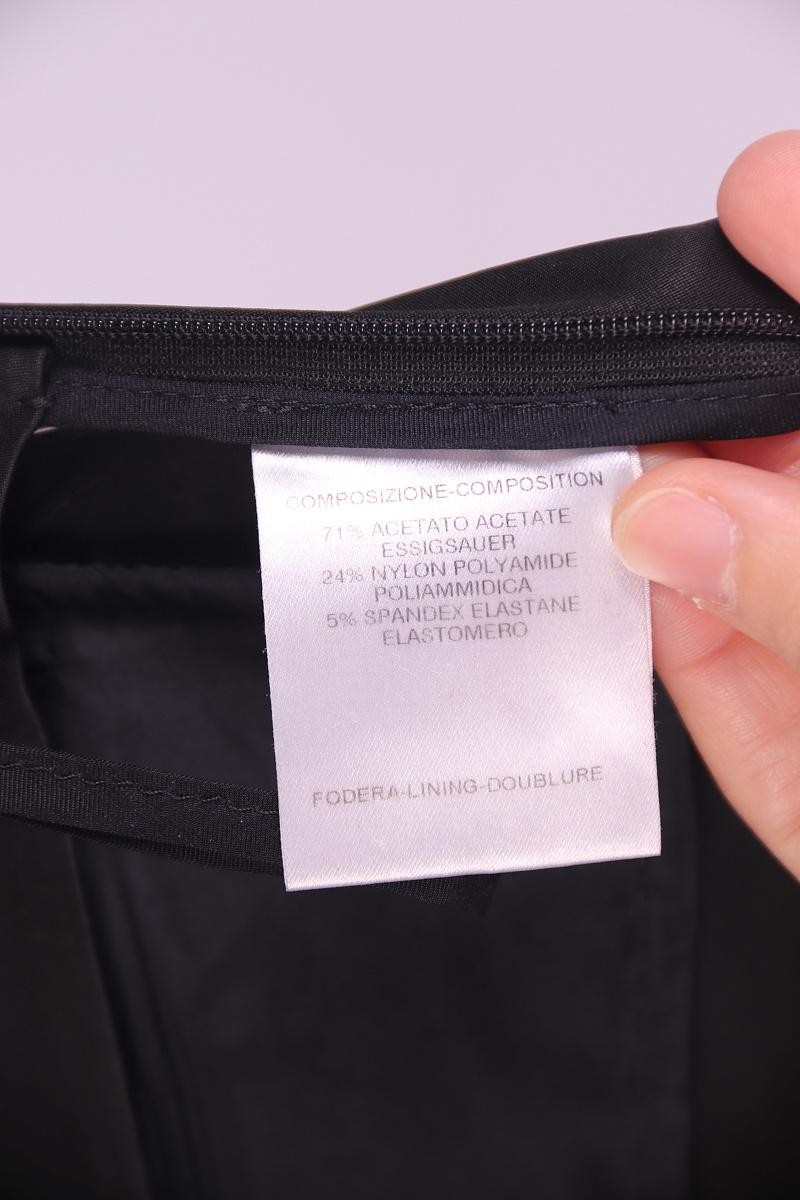 COMPOSIZIONE-COMPOSITION
71% ACETATO ACETATE
ESSIGSAUER
24% NYLON POLYAMIDE
POLIAMMIDICA
5% SPANDEX ELASTANE
ELASTOMERO
FODERA-LINING-DOUBLURE